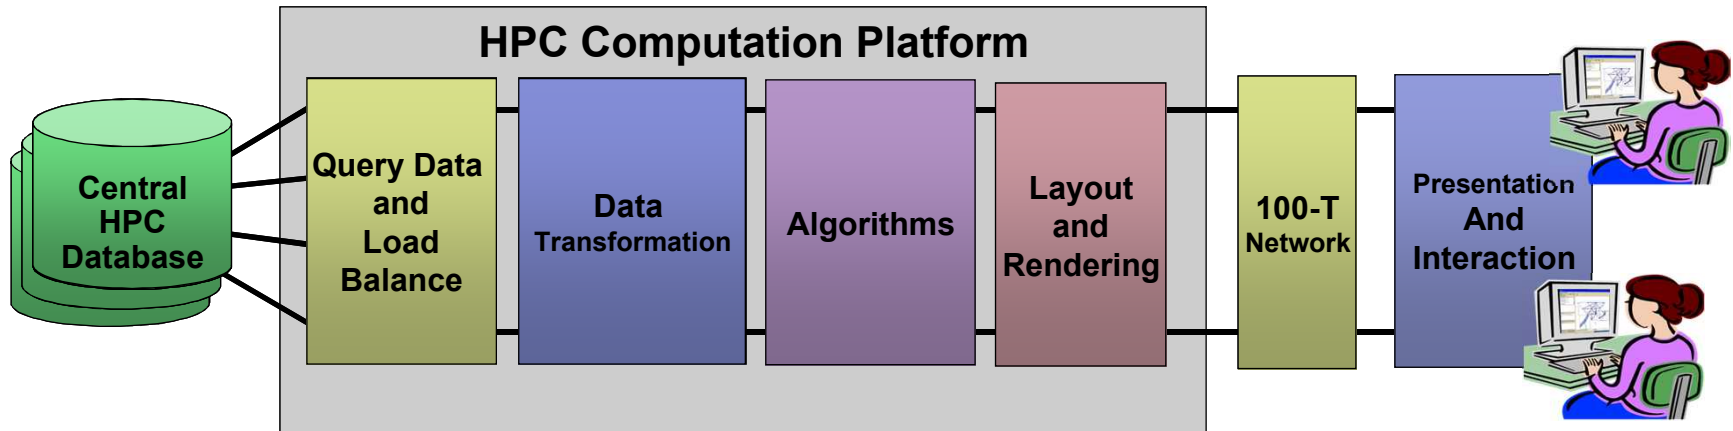 HPC Computation Platform
Central
HPC
Database
Query Data
and
Load
Balance
Data
Transformation
Algorithms
Layout
and
Rendering
100-T
Network
Presentation
And
Interaction